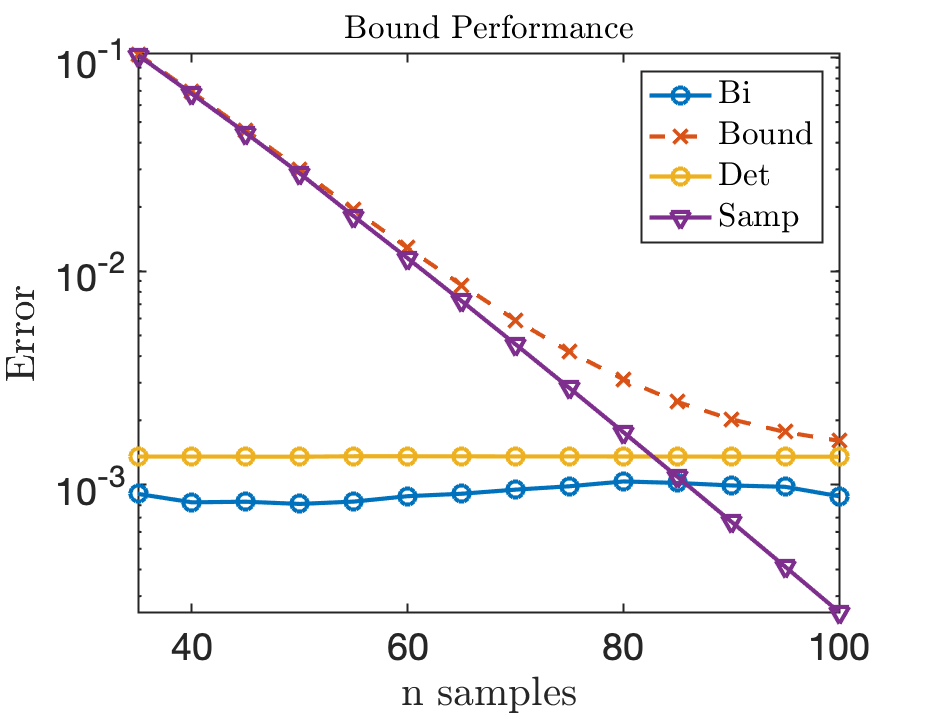 Bound Performance
10^-1
10^-2
10^-3
Error
Bi
Bound
Det
Samp
40 60 80 100
n samples